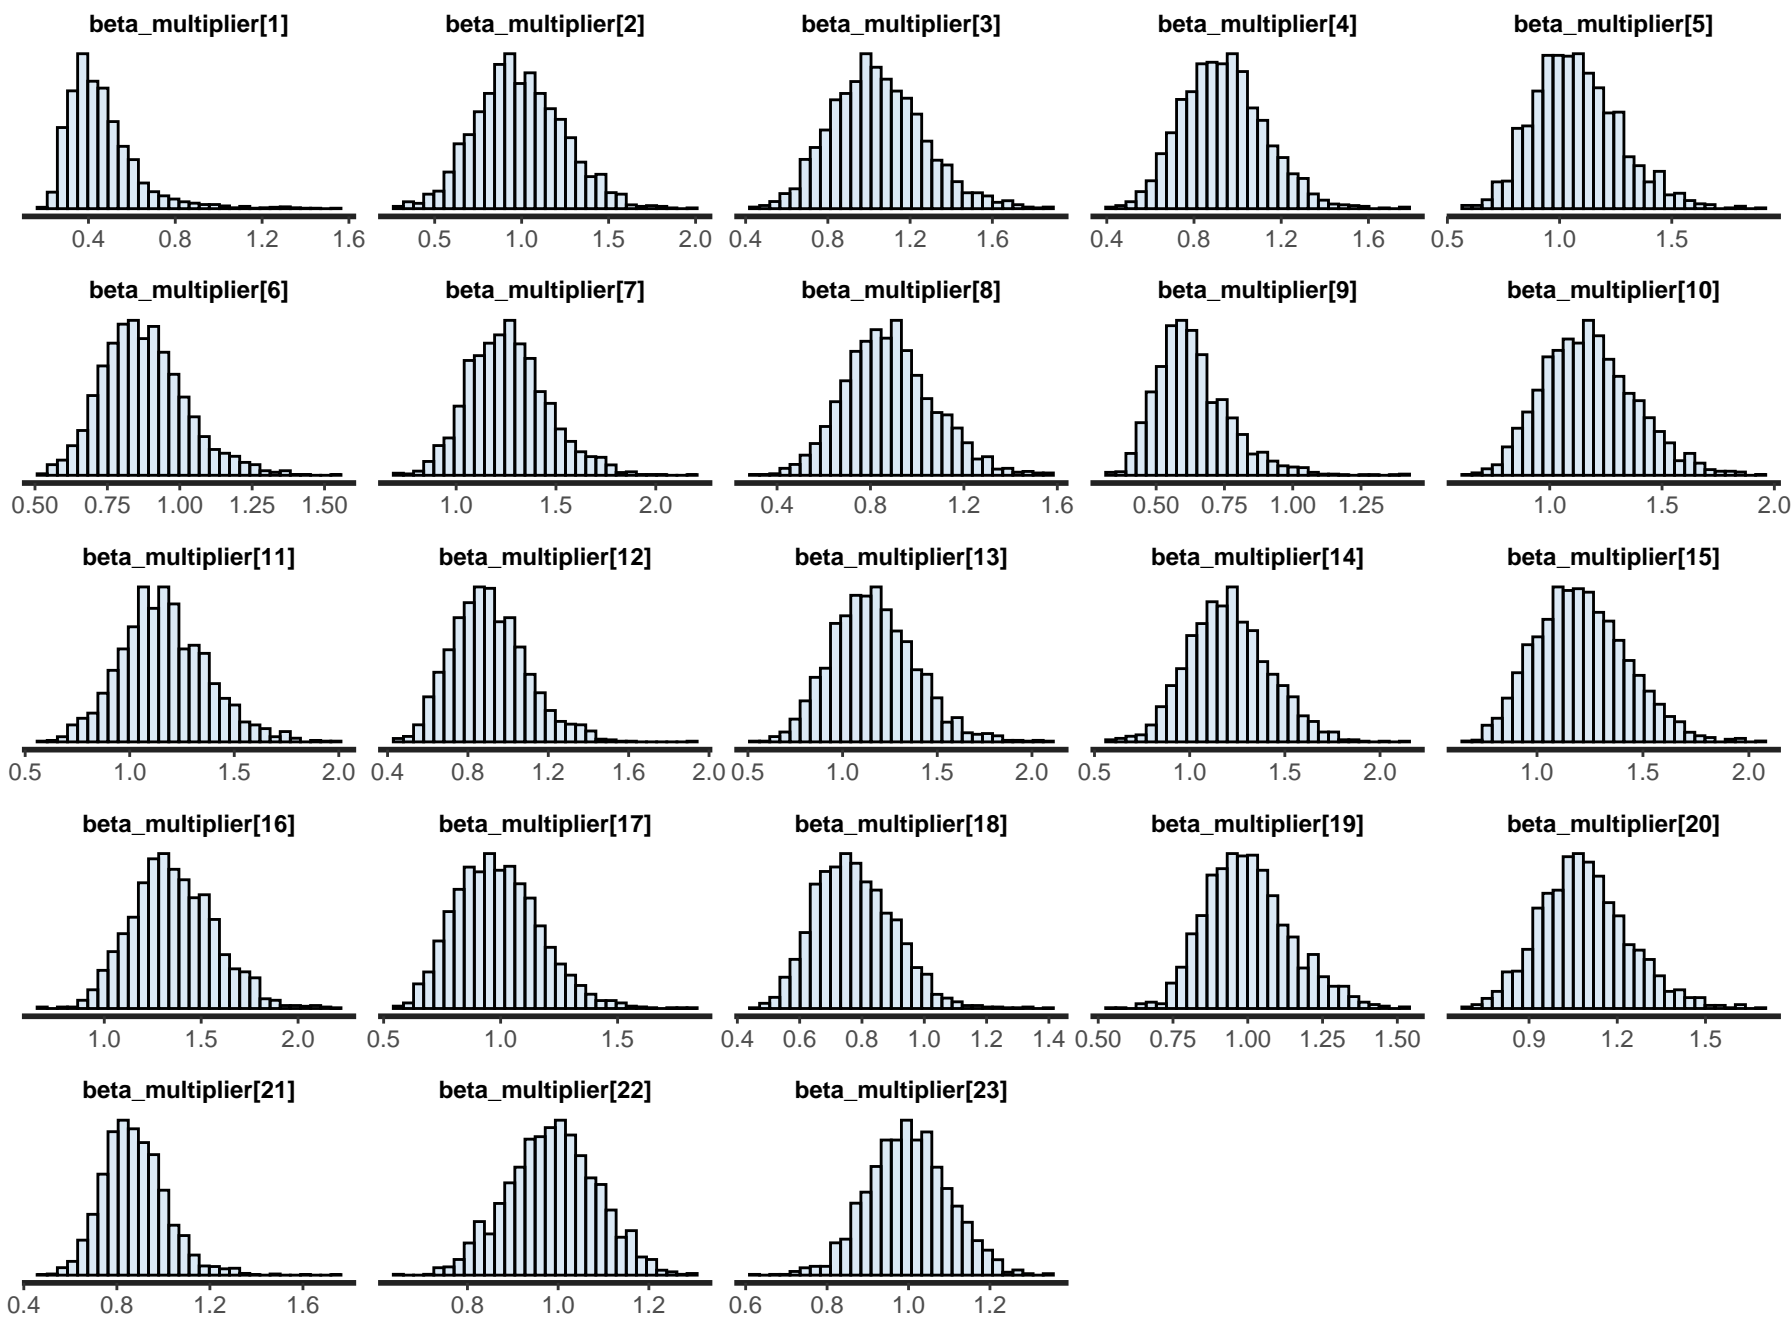 beta_multiplier[1] beta_multiplier[2] beta_multiplier[3] beta_multiplier[4] beta_multiplier[5]
0.4 0.8 1.2 1.6 0.5 1.0 1.5 2.0 0.4 0.8 1.2 1.6 0.4 0.8 1.2 1.6 0.5 1.0 1.5
beta_multiplier[6] beta_multiplier[7] beta_multiplier[8] beta_multiplier[9] beta_multiplier[10]
0.50 0.75 1.00 1.25 1.50 1.0 1.5 2.0 0.4 0.8 1.2 1.6 0.50 0.75 1.00 1.25 1.0 1.5 2.0
beta_multiplier[11] beta_multiplier[12] beta_multiplier[13] beta_multiplier[14] beta_multiplier[15]
0.5 1.0 1.5 2.0 0.4 0.8 1.2 1.6 2.0 0.5 1.0 1.5 2.0 0.5 1.0 1.5 2.0 1.0 1.5 2.0
beta_multiplier[16] beta_multiplier[17] beta_multiplier[18] beta_multiplier[19] beta_multiplier[20]
1.0 1.5 2.0 0.5 1.0 1.5 0.4 0.6 0.8 1.0 1.2 1.4 0.50 0.75 1.00 1.25 1.50 0.9 1.2 1.5
beta_multiplier[21] beta_multiplier[22] beta_multiplier[23]
0.4 0.8 1.2 1.6 0.8 1.0 1.2 0.6 0.8 1.0 1.2